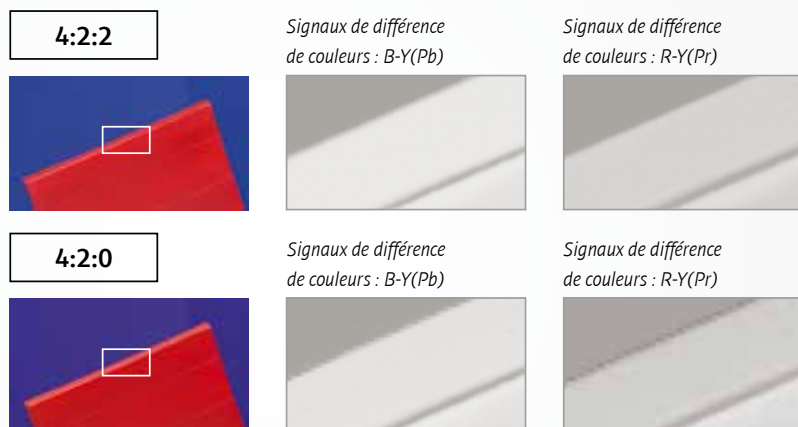 4:2:2
Signaux de différence
de couleurs : B-Y(Pb)
Signaux de différence
de couleurs : R-Y(Pr)
4:2:0
Signaux de différence
de couleurs : B-Y(Pb)
Signaux de différence
de couleurs : R-Y(Pr)